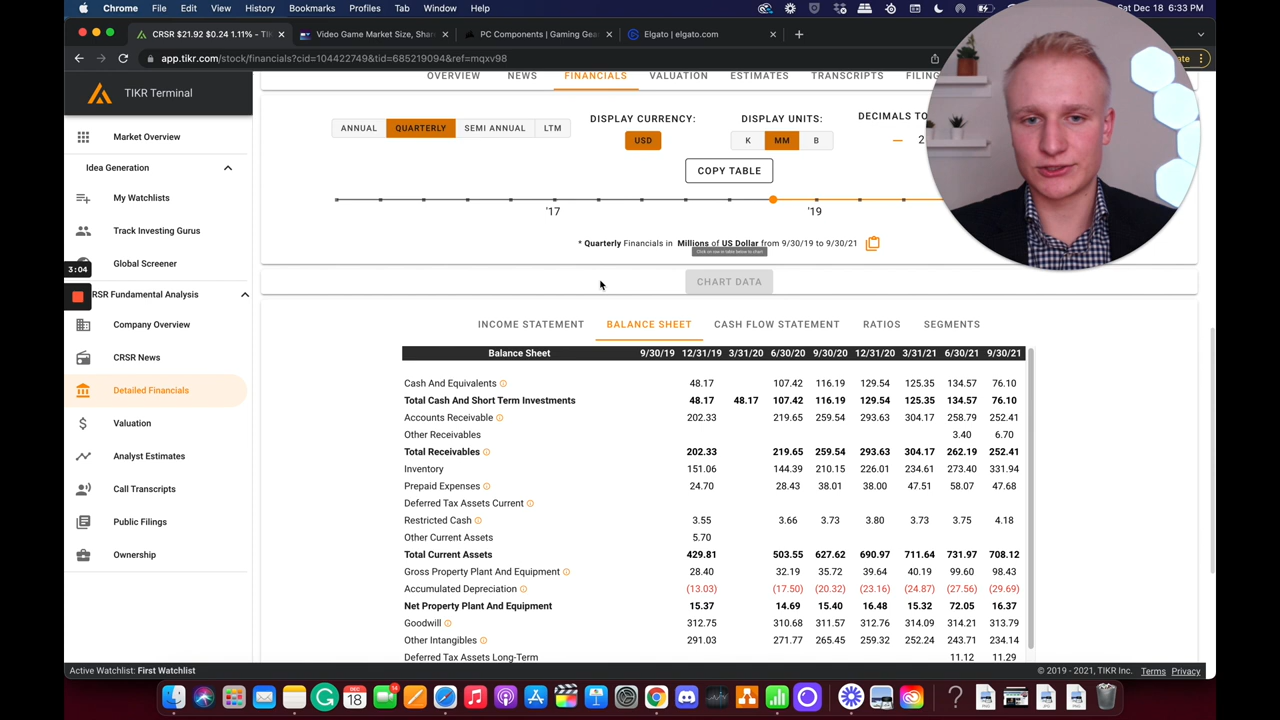 Chrome File Edit View History Bookmarks Profiles Tab Window Help Sat Dec 18 6:33 PM
CRSR $21.92 $0.24 1.11% - TI Video Game Market Size, Shar PC Components | Gaming Gea Elgato | elgato.com
app.tikr.com/stock/financials?cid=104422749&tid=685219094&ref=mqxv98
TIKR Terminal
OVERVIEW NEWS FINANCIALS VALUATION ESTIMATES TRANSCRIPTS FILING
Market Overview
Idea Generation
My Watchlists
Track Investing Gurus
Global Screener
3:04
RSR Fundamental Analysis
Company Overview
CRSR News
Detailed Financials
Valuation
Analyst Estimates
Call Transcripts
Public Filings
Ownership
ANNUAL QUARTERLY SEMI ANNUAL LTM
DISPLAY CURRENCY: DISPLAY UNITS: DECIMALS TO
USD K MM B 2
COPY TABLE
'17 '19
* Quarterly Financials in Millions of US Dollar from 9/30/19 to 9/30/21
CHART DATA
INCOME STATEMENT BALANCE SHEET CASH FLOW STATEMENT RATIOS SEGMENTS
Balance Sheet 9/30/19 12/31/19 3/31/20 6/30/20 9/30/20 12/31/20 3/31/21 6/30/21 9/30/21
Cash And Equivalents 48.17 107.42 116.19 129.54 125.35 134.57 76.10
Total Cash And Short Term Investments 48.17 48.17 107.42 116.19 129.54 125.35 134.57 76.10
Accounts Receivable 202.33 219.65 259.54 293.63 304.17 258.79 252.41
Other Receivables 3.40 6.70
Total Receivables 202.33 219.65 259.54 293.63 304.17 262.19 252.41
Inventory 151.06 144.39 210.15 226.01 234.61 273.40 331.94
Prepaid Expenses 24.70 28.43 38.01 38.00 47.51 58.07 47.68
Deferred Tax Assets Current
Restricted Cash 3.55 3.66 3.73 3.80 3.73 3.75 4.18
Other Current Assets 5.70
Total Current Assets 429.81 503.55 627.62 690.97 711.64 731.97 708.12
Gross Property Plant And Equipment 28.40 32.19 35.72 39.64 40.19 99.60 98.43
Accumulated Depreciation (13.03) (17.50) (20.32) (23.16) (24.87) (27.56) (29.69)
Net Property Plant And Equipment 15.37 14.69 15.40 16.48 15.32 72.05 16.37
Goodwill 312.75 310.68 311.57 312.76 314.09 314.21 313.79
Other Intangibles 291.03 271.77 265.45 259.32 252.24 243.71 234.14
Deferred Tax Assets Long-Term 11.12 11.29
Active Watchlist: First Watchlist © 2019 - 2021, TIKR Inc. Terms Privacy